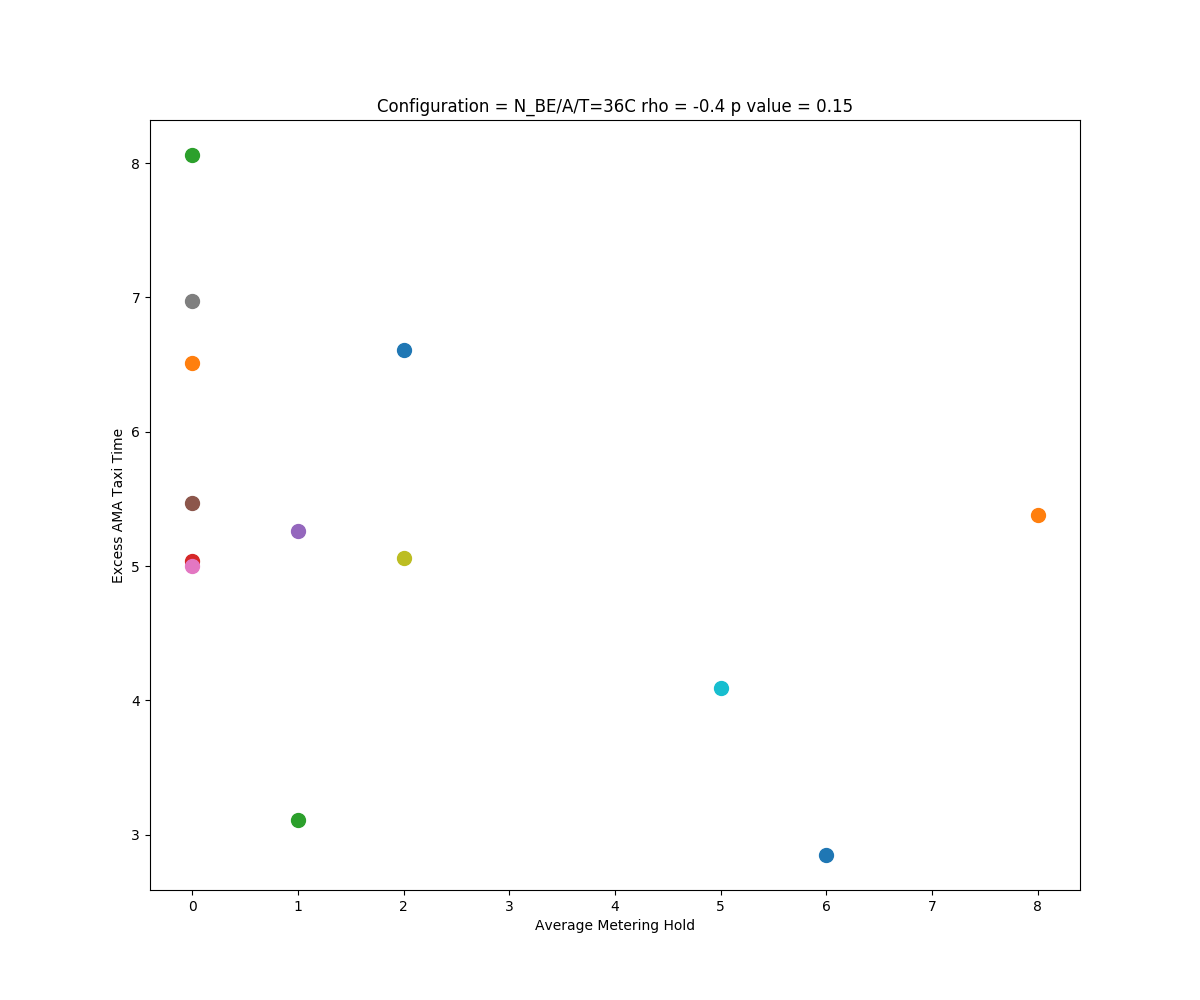 Configuration = N_BE/A/T=36C rho = -0.4 p value = 0.15
8
7
6
5
4
3
Excess AMA Taxi Time
0 1 2 3 4 5 6 7 8
Average Metering Hold